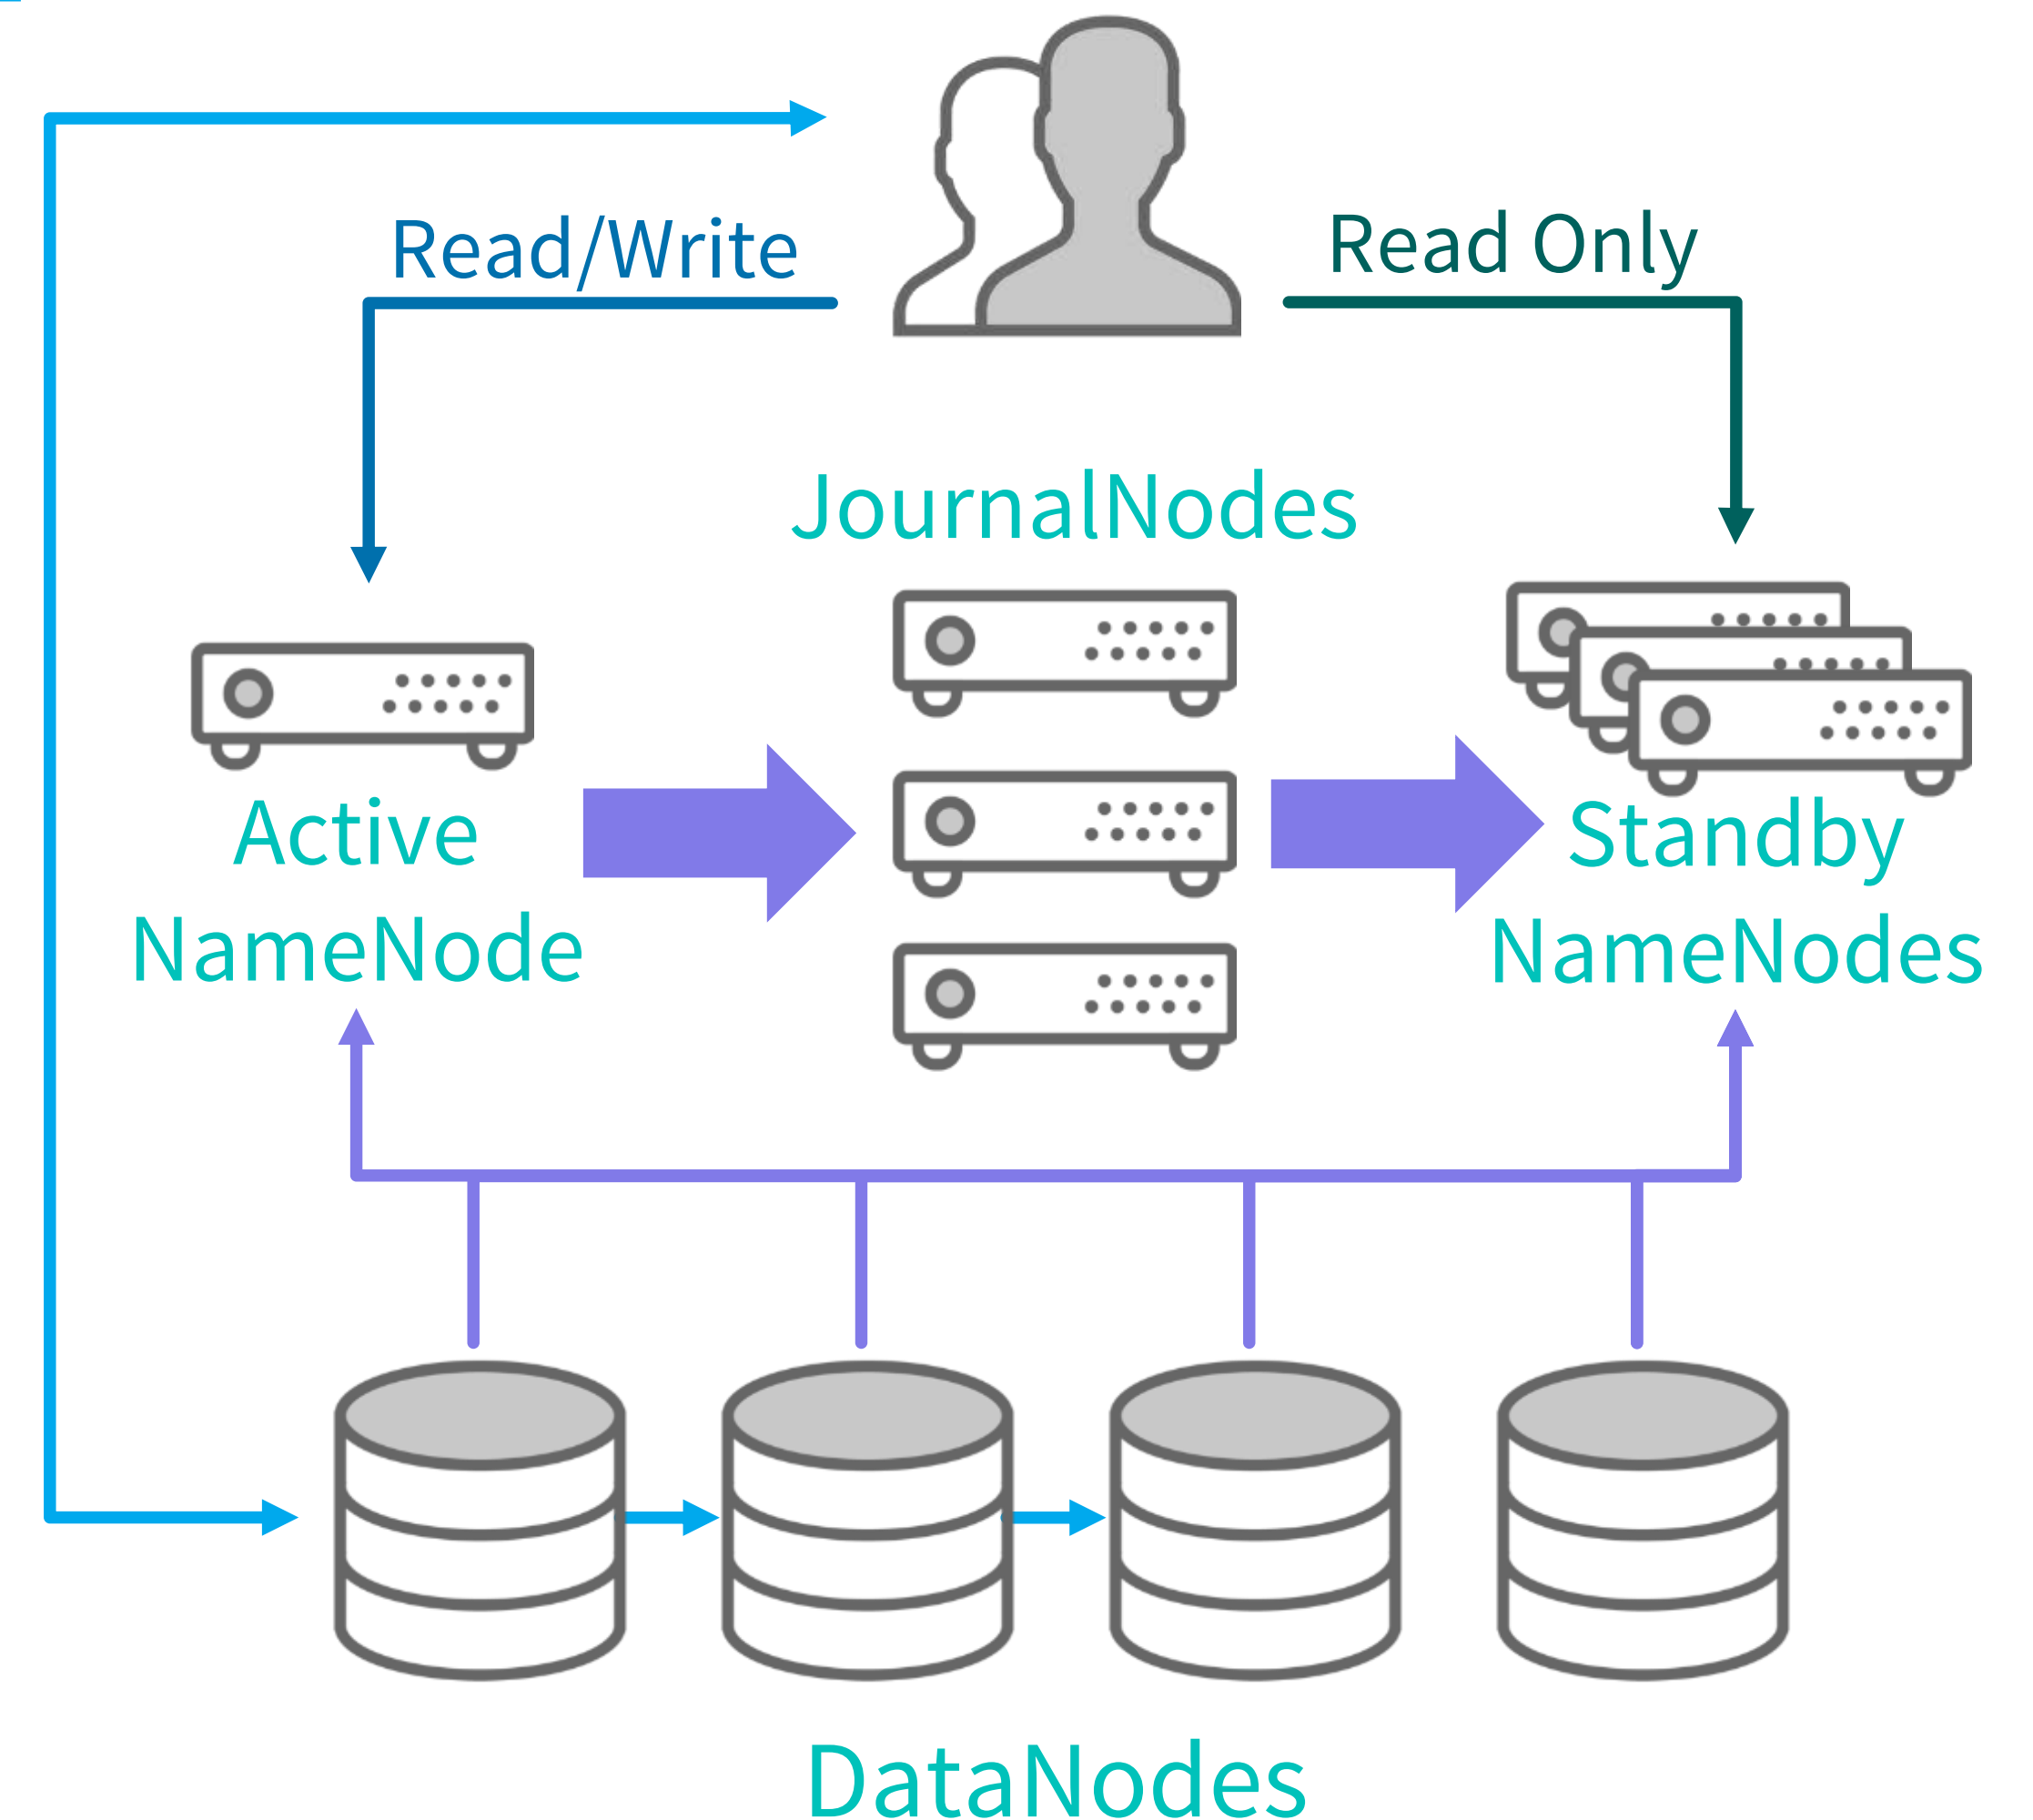 Read/Write
Read Only
JournalNodes
Active
NameNode
Standby
NameNodes
DataNodes